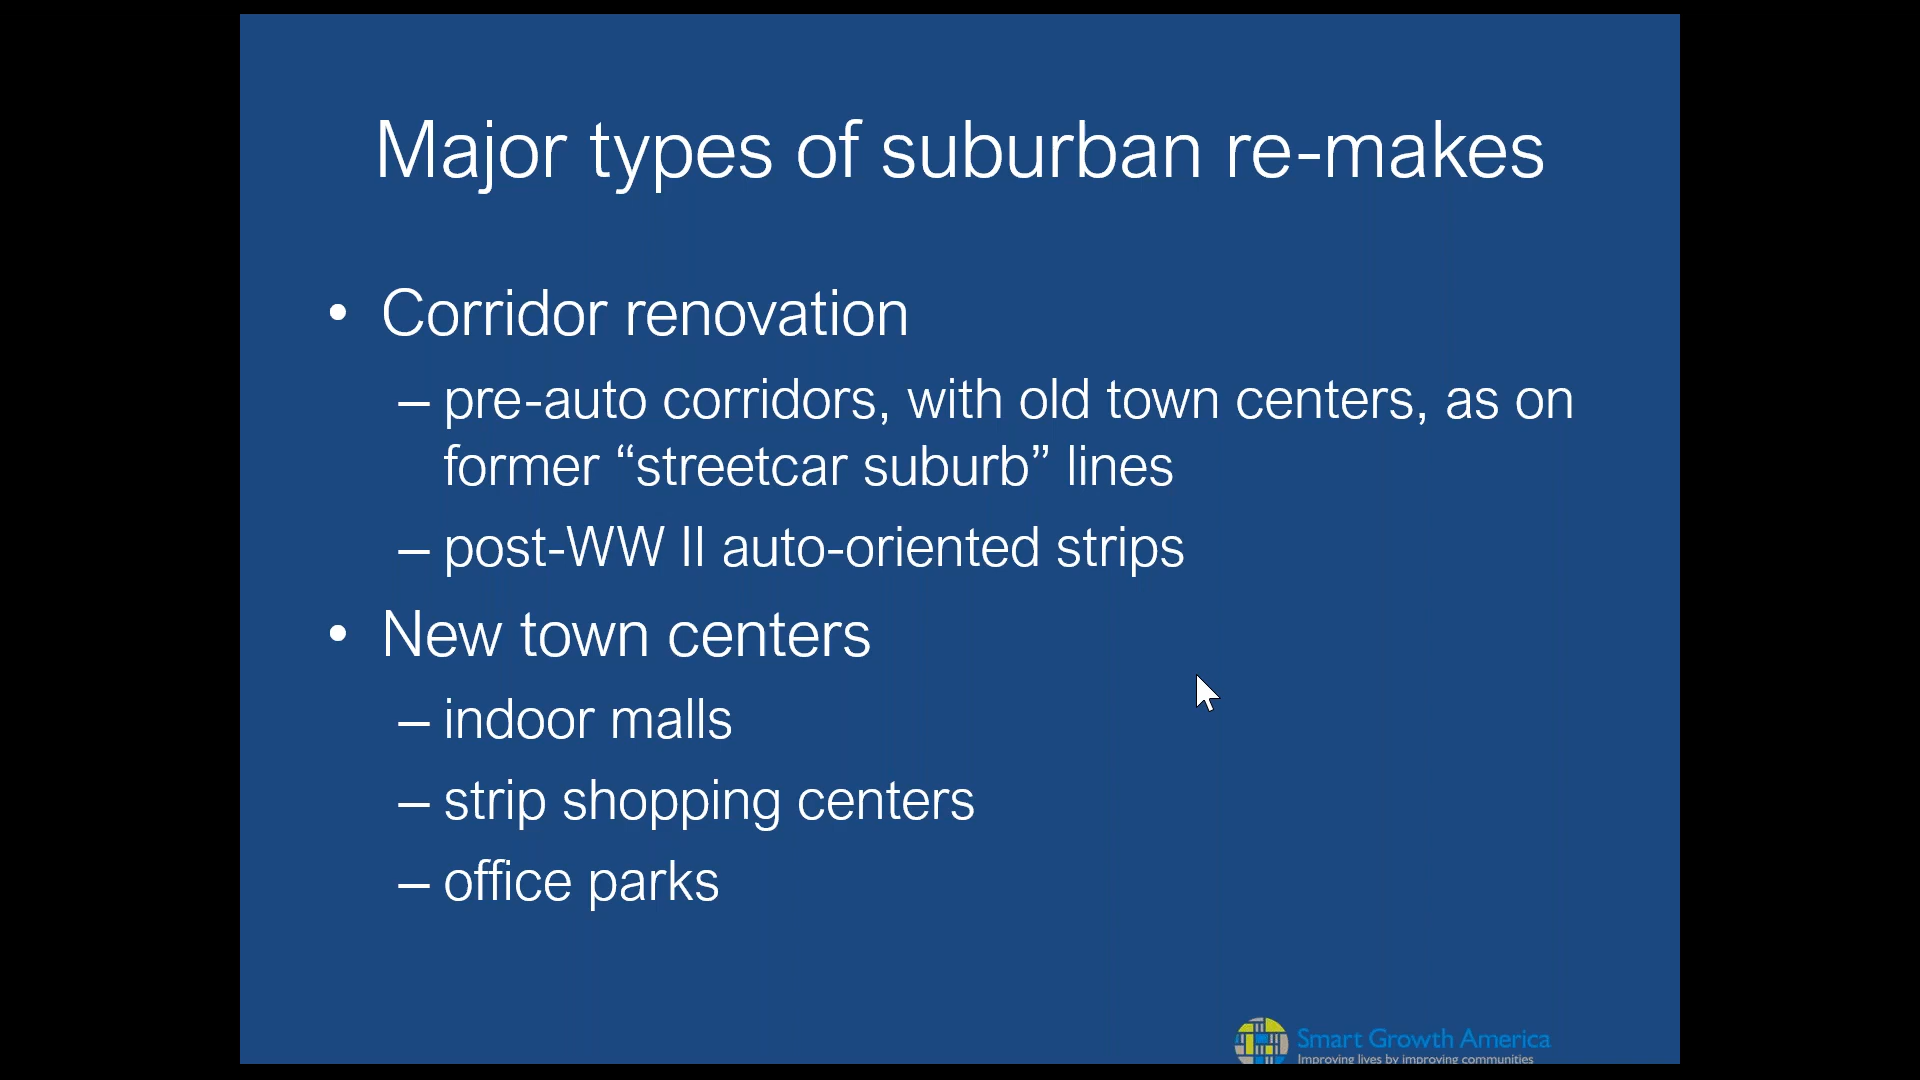 Major types of suburban re-makes
• Corridor renovation
– pre-auto corridors, with old town centers, as on
former “streetcar suburb” lines
– post-WW II auto-oriented strips
• New town centers
– indoor malls
– strip shopping centers
– office parks
Smart Growth America
Improving lives by improving communities